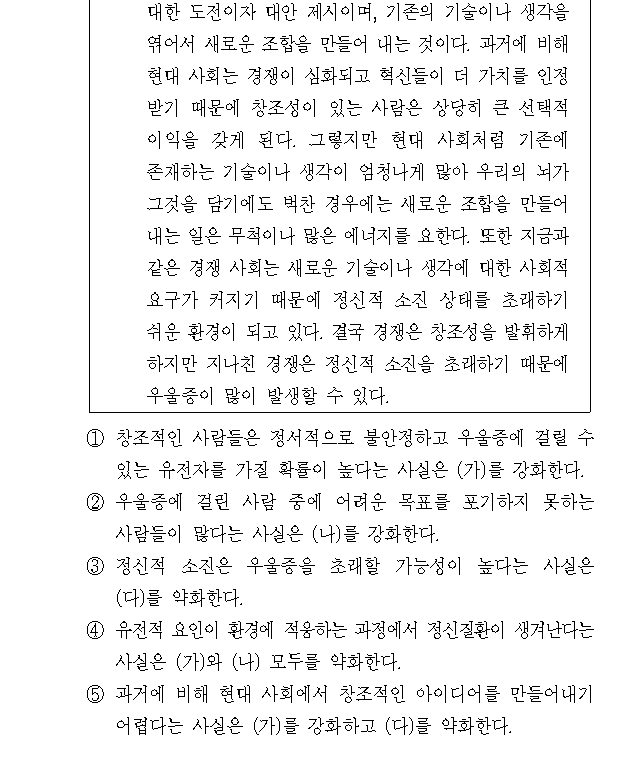 대한 도전이자 대안 제시이며, 기존의 기술이나 생각을
엮어서 새로운 조합을 만들어 내는 것이다. 과거에 비해
현대 사회는 경쟁이 심화되고 혁신들이 더 가치를 인정
받기 때문에 창조성이 있는 사람은 상당히 큰 선택적
이익을 갖게 된다. 그렇지만 현대 사회처럼 기존에
존재하는 기술이나 생각이 엄청나게 많아 우리의 뇌가
그것을 담기에도 벅찬 경우에는 새로운 조합을 만들어
내는 일은 무척이나 많은 에너지를 요한다. 또한 지금과
같은 경쟁 사회는 새로운 기술이나 생각에 대한 사회적
요구가 커지기 때문에 정신적 소진 상태를 초래하기
쉬운 환경이 되고 있다. 결국 경쟁은 창조성을 발휘하게
하지만 지나친 경쟁은 정신적 소진을 초래하기 때문에
우울증이 많이 발생할 수 있다.
① 창조적인 사람들은 정서적으로 불안정하고 우울증에 걸릴 수
있는 유전자를 가질 확률이 높다는 사실은 (가)를 강화한다.
② 우울증에 걸린 사람 중에 어려운 목표를 포기하지 못하는
사람들이 많다는 사실은 (나)를 강화한다.
③ 정신적 소진은 우울증을 초래할 가능성이 높다는 사실은
(다)를 약화한다.
④ 유전적 요인이 환경에 적응하는 과정에서 정신질환이 생겨난다는
사실은 (가)와 (나) 모두를 약화한다.
⑤ 과거에 비해 현대 사회에서 창조적인 아이디어를 만들어내기
어렵다는 사실은 (가)를 강화하고 (다)를 약화한다.